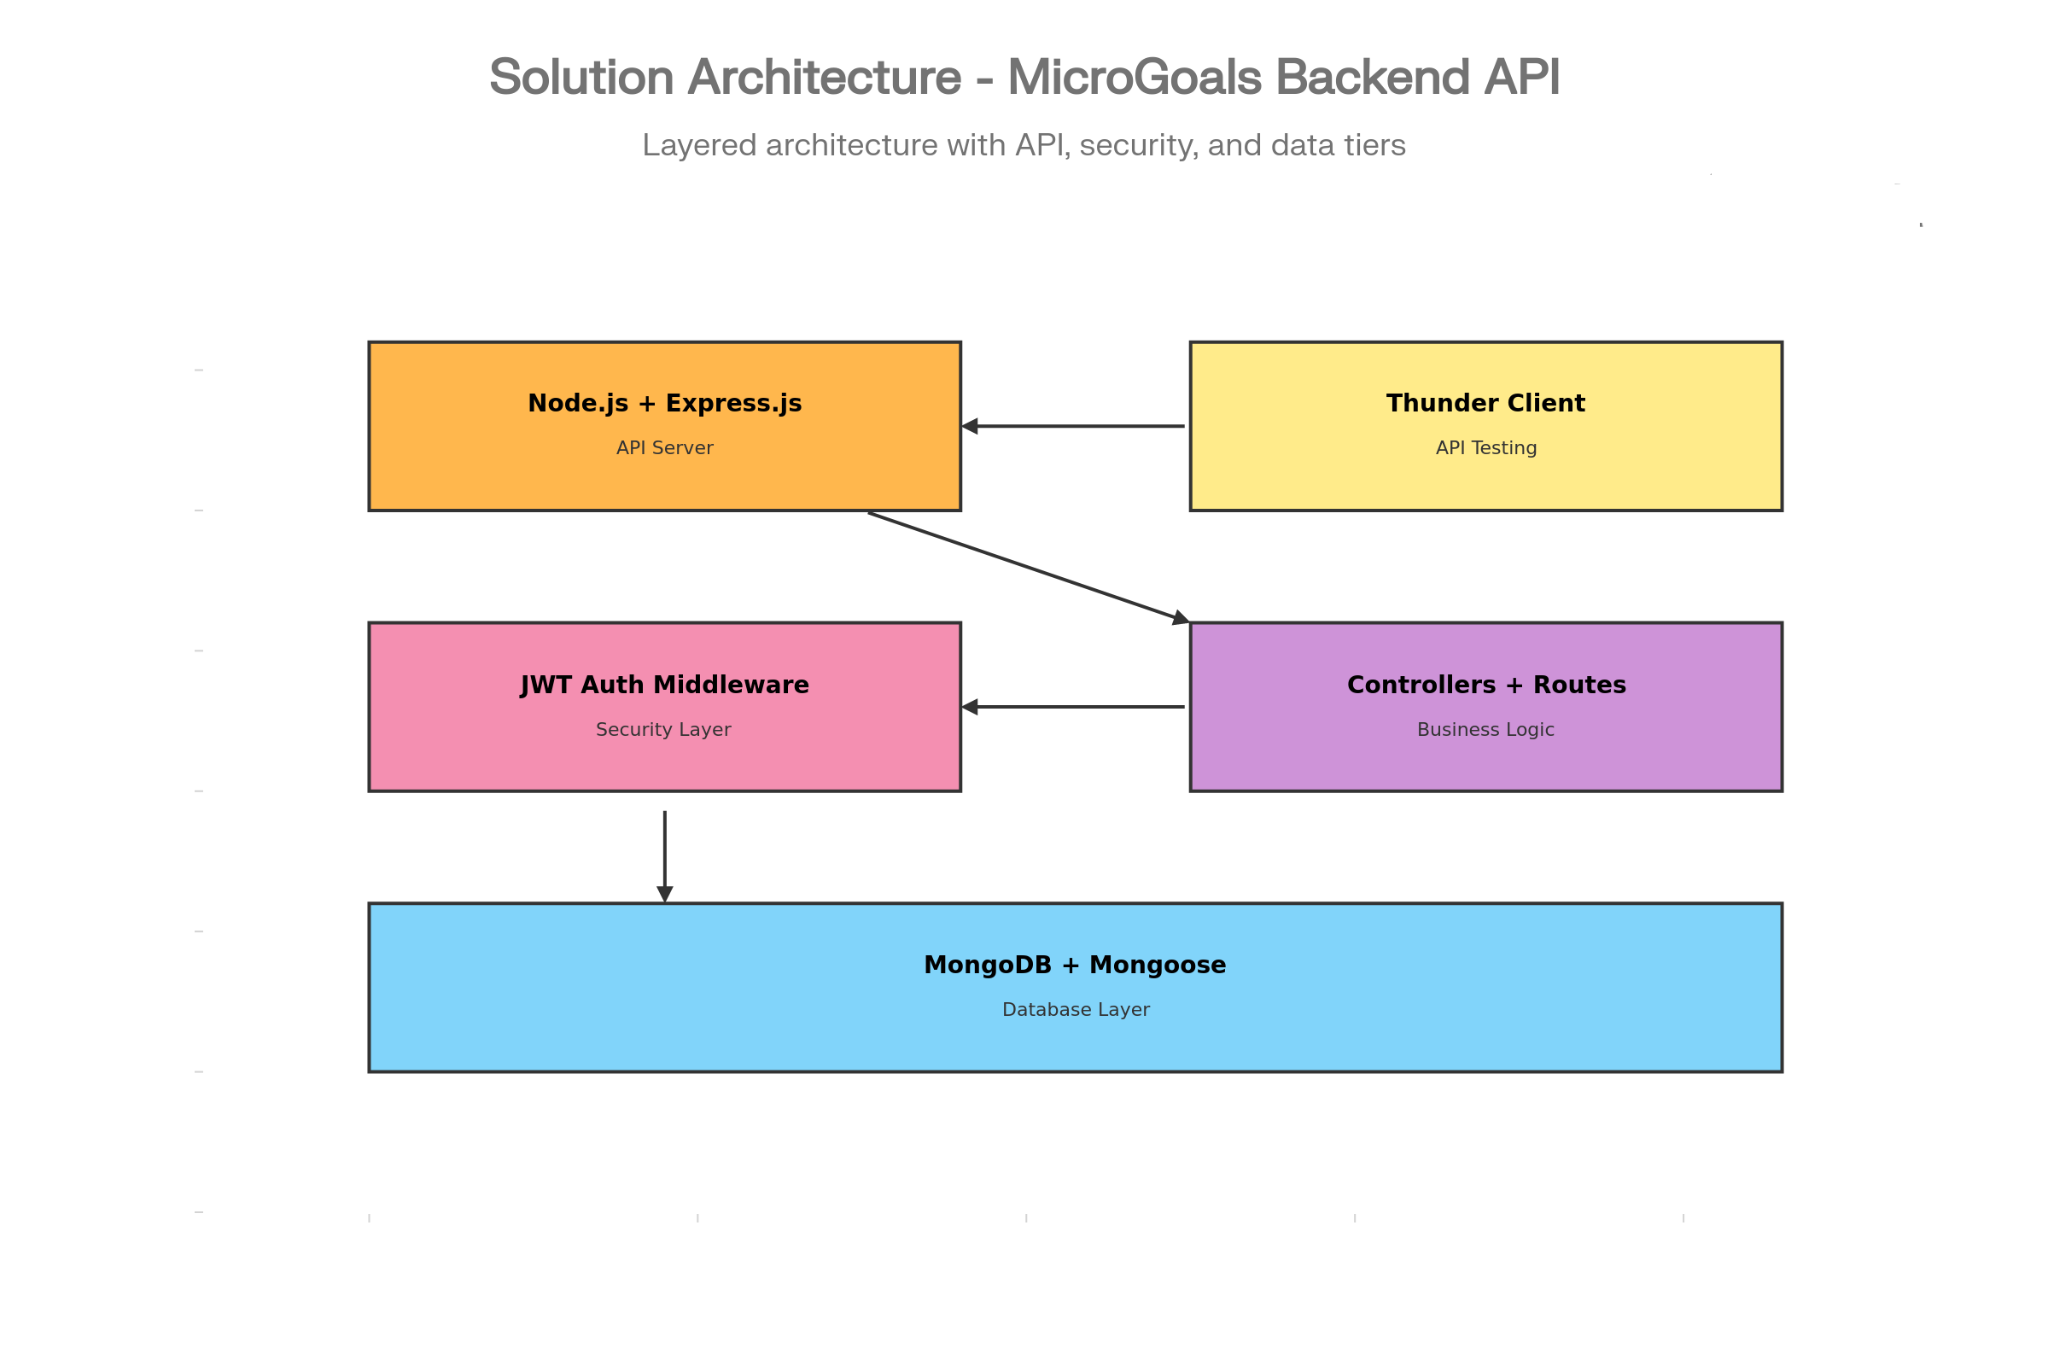 Solution Architecture - MicroGoals Backend API
Layered architecture with API, security, and data tiers
Node.js + Express.js
API Server
Thunder Client
API Testing
JWT Auth Middleware
Security Layer
Controllers + Routes
Business Logic
MongoDB + Mongoose
Database Layer